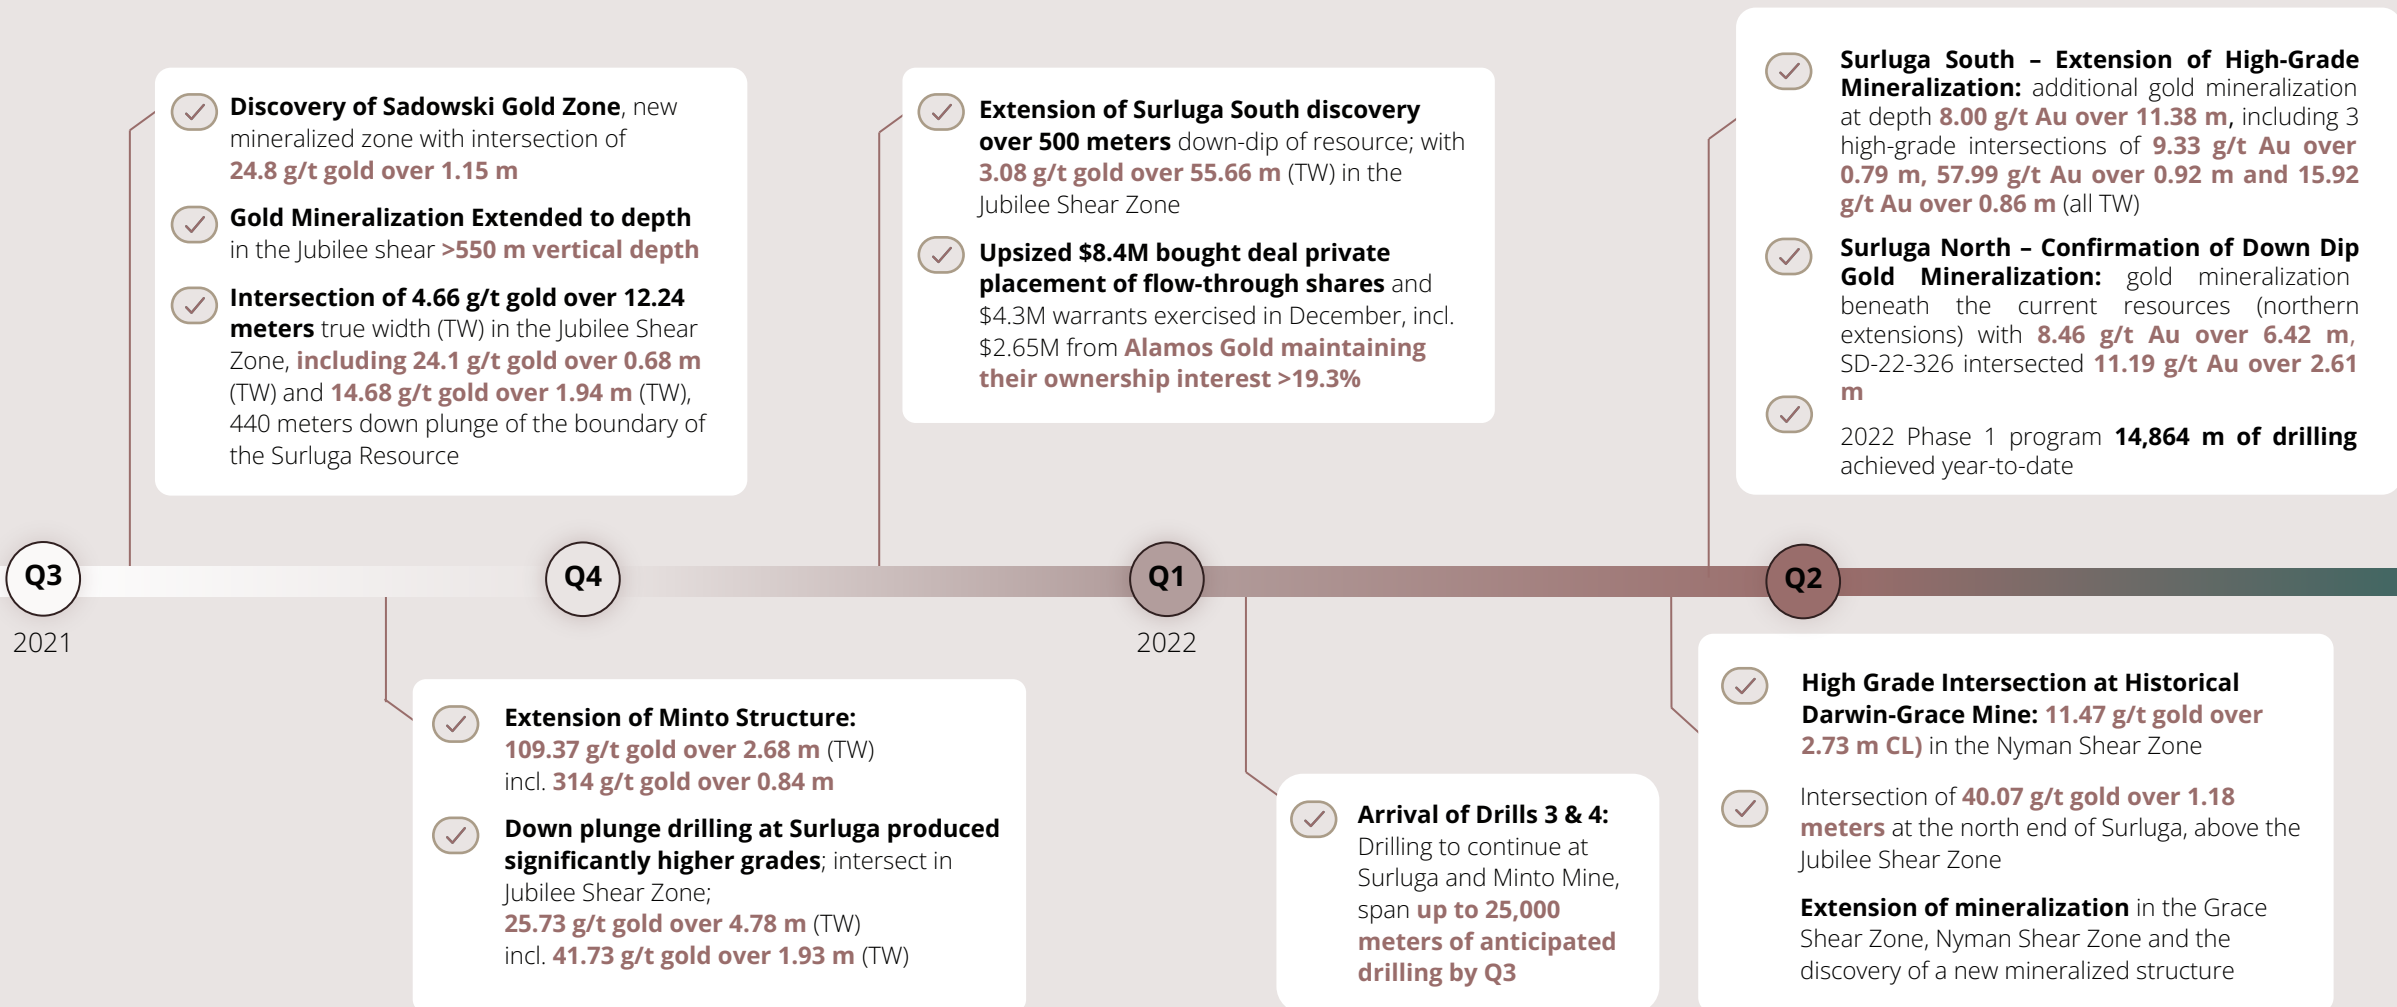 Discovery of Sadowski Gold Zone, new
mineralized zone with intersection of
24.8 g/t gold over 1.15 m
Gold Mineralization Extended to depth
in the Jubilee shear >550 m vertical depth
Intersection of 4.66 g/t gold over 12.24
meters true width (TW) in the Jubilee Shear
Zone, including 24.1 g/t gold over 0.68 m
(TW) and 14.68 g/t gold over 1.94 m (TW),
440 meters down plunge of the boundary of
the Surluga Resource
Extension of Surluga South discovery
over 500 meters down-dip of resource; with
3.08 g/t gold over 55.66 m (TW) in the
Jubilee Shear Zone
Upsized $8.4M bought deal private
placement of flow-through shares and
$4.3M warrants exercised in December, incl.
$2.65M from Alamos Gold maintaining
their ownership interest >19.3%
Surluga South – Extension of High-Grade
Mineralization: additional gold mineralization
at depth 8.00 g/t Au over 11.38 m, including 3
high-grade intersections of 9.33 g/t Au over
0.79 m, 57.99 g/t Au over 0.92 m and 15.92
g/t Au over 0.86 m (all TW)
Surluga North – Confirmation of Down Dip
Gold Mineralization: gold mineralization
beneath the current resources (northern
extensions) with 8.46 g/t Au over 6.42 m,
SD-22-326 intersected 11.19 g/t Au over 2.61
m
2022 Phase 1 program 14,864 m of drilling
achieved year-to-date
Q3
Q4
Q1
Q2
2021
2022
Extension of Minto Structure:
109.37 g/t gold over 2.68 m (TW)
incl. 314 g/t gold over 0.84 m
Down plunge drilling at Surluga produced
significantly higher grades; intersect in
Jubilee Shear Zone;
25.73 g/t gold over 4.78 m (TW)
incl. 41.73 g/t gold over 1.93 m (TW)
Arrival of Drills 3 & 4:
Drilling to continue at
Surluga and Minto Mine,
span up to 25,000
meters of anticipated
drilling by Q3
High Grade Intersection at Historical
Darwin-Grace Mine: 11.47 g/t gold over
2.73 m CL) in the Nyman Shear Zone
Intersection of 40.07 g/t gold over 1.18
meters at the north end of Surluga, above the
Jubilee Shear Zone
Extension of mineralization in the Grace
Shear Zone, Nyman Shear Zone and the
discovery of a new mineralized structure